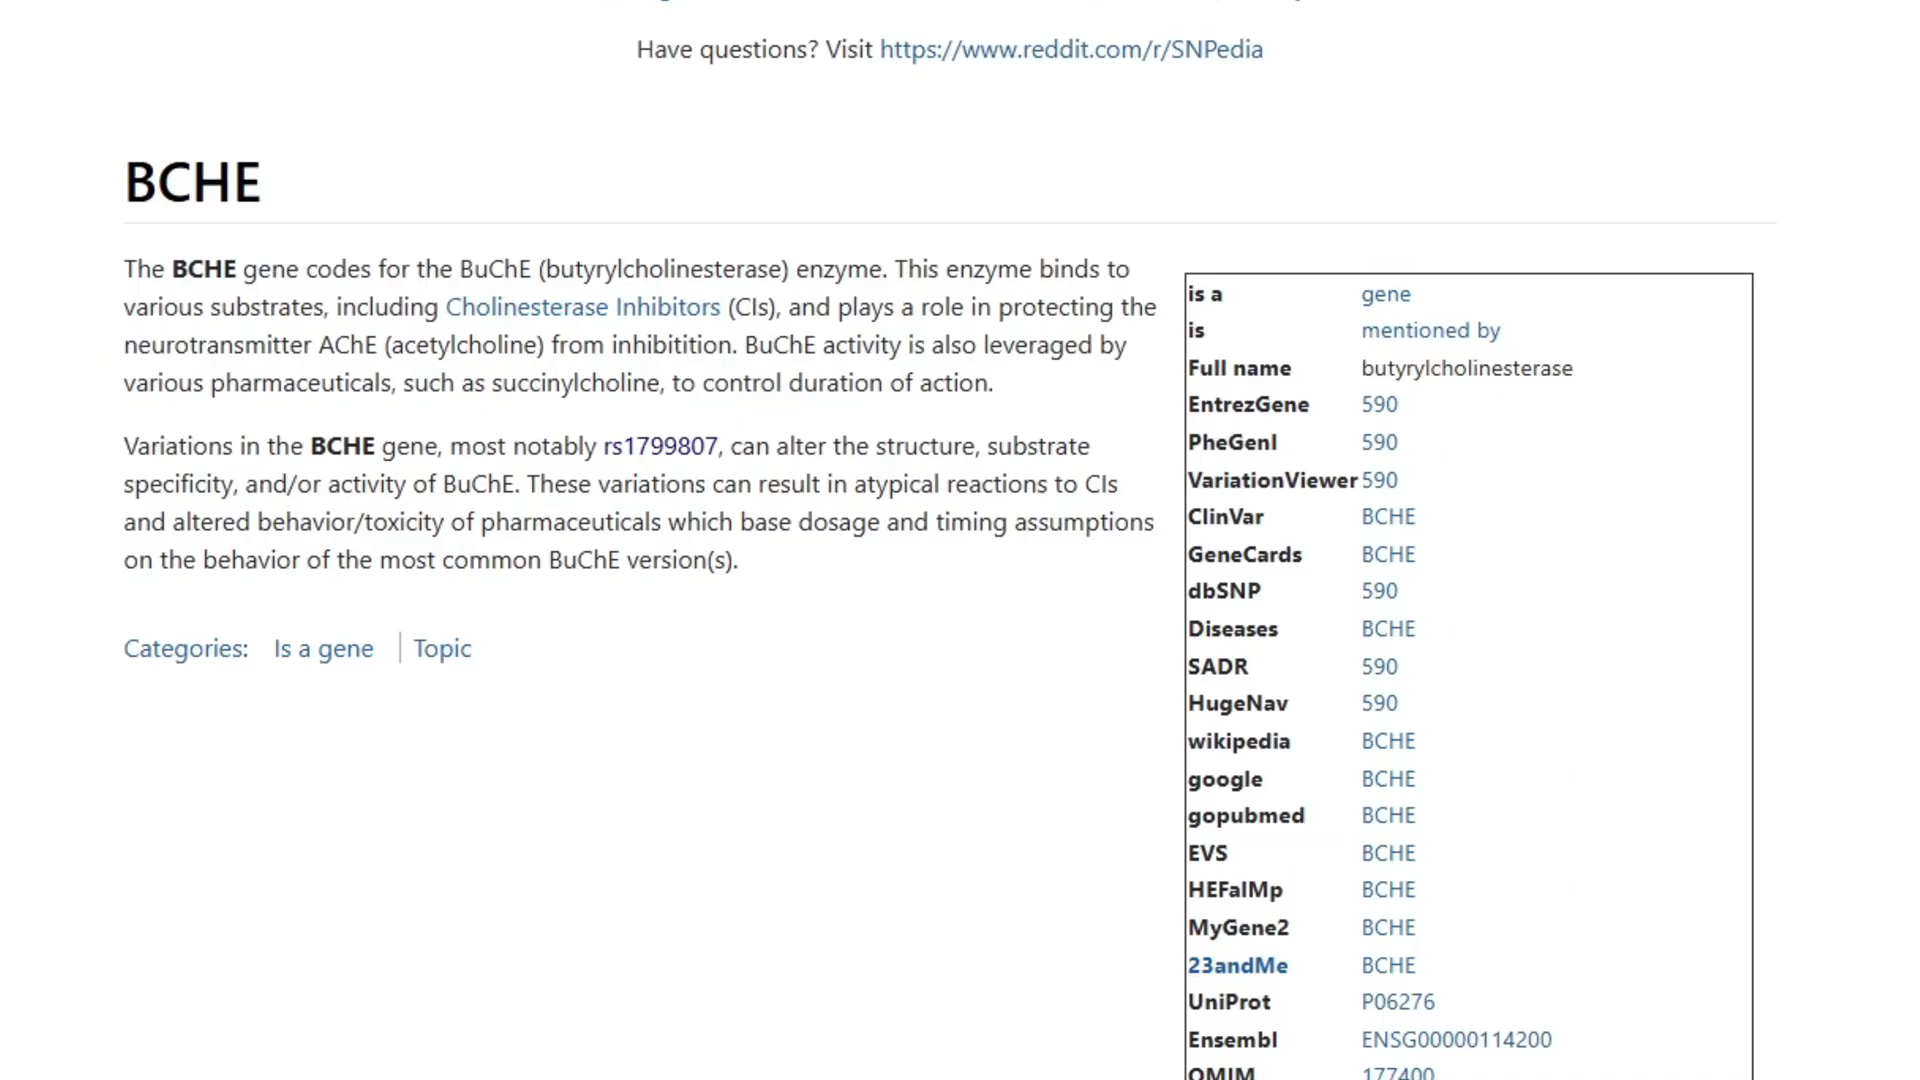 Have questions? Visit https://www.reddit.com/r/SNPedia
BCHE
The BCHE gene codes for the BuChE (butyrylcholinesterase) enzyme. This enzyme binds to
various substrates, including Cholinesterase Inhibitors (CIs), and plays a role in protecting the
neurotransmitter AChE (acetylcholine) from inhibitition. BuChE activity is also leveraged by
various pharmaceuticals, such as succinylcholine, to control duration of action.
Variations in the BCHE gene, most notably rs1799807, can alter the structure, substrate
specificity, and/or activity of BuChE. These variations can result in atypical reactions to CIs
and altered behavior/toxicity of pharmaceuticals which base dosage and timing assumptions
on the behavior of the most common BuChE version(s).
Categories: Is a gene | Topic
is a gene
is mentioned by
Full name butyrylcholinesterase
EntrezGene 590
PheGenI 590
VariationViewer 590
ClinVar BCHE
GeneCards BCHE
dbSNP 590
Diseases BCHE
SADR 590
HugeNav 590
wikipedia BCHE
google BCHE
gopubmed BCHE
EVS BCHE
HEFalMp BCHE
MyGene2 BCHE
23andMe BCHE
UniProt P06276
Ensembl ENSG00000114200
OMIM 177400